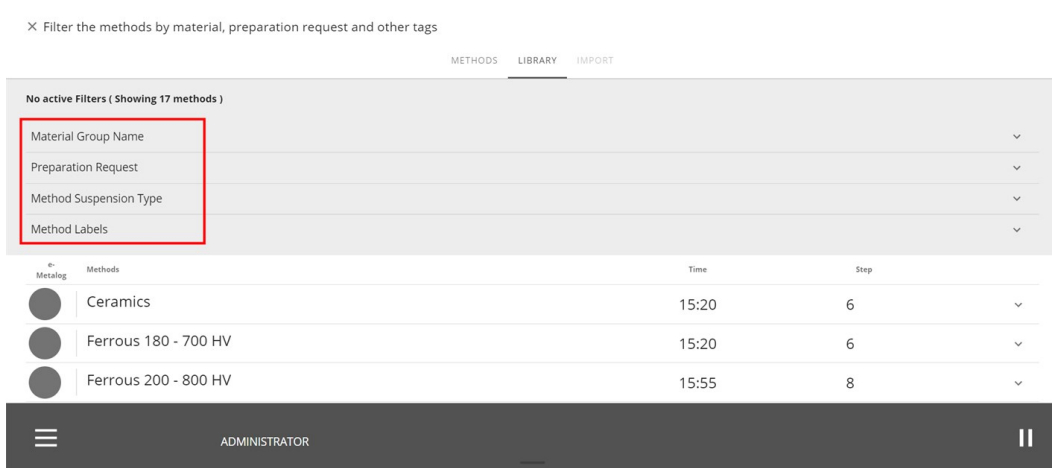 × Filter the methods by material, preparation request and other tags
METHODS LIBRARY IMPORT
No active Filters ( Showing 17 methods )
Material Group Name
Preparation Request
Method Suspension Type
Method Labels
e-Metalog Methods Time Step
Ceramics 15:20 6
Ferrous 180 - 700 HV 15:20 6
Ferrous 200 - 800 HV 15:55 8
ADMINISTRATOR